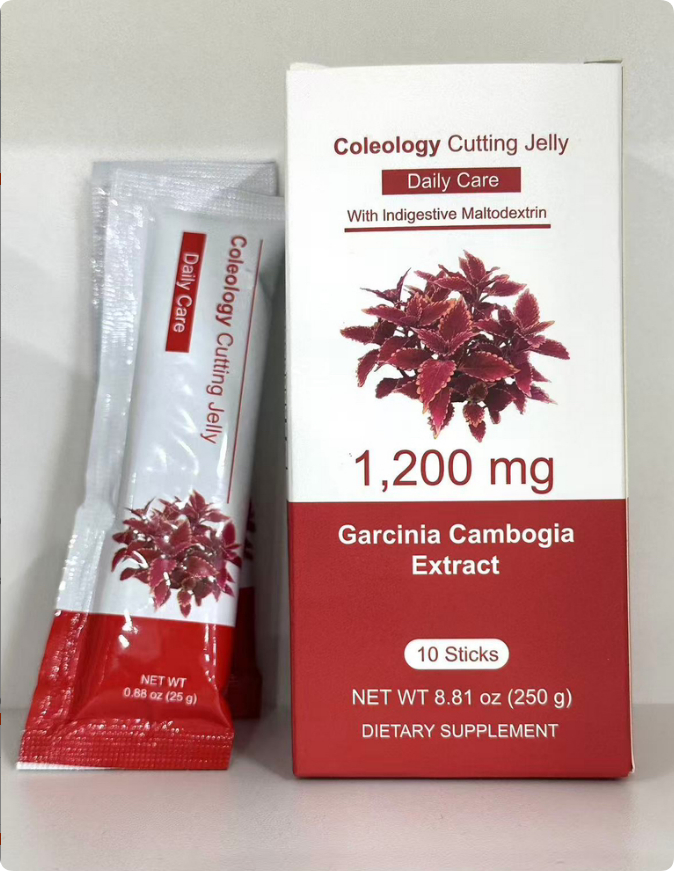 Coleology Cutting Jelly
Daily Care
With Indigestive Maltodextrin
1,200 mg
Garcinia Cambogia
Extract
10 Sticks
NET WT 8.81 oz (250 g)
DIETARY SUPPLEMENT
Coleology Cutting Jelly
Daily Care
NET WT
0.88 oz (25 g)